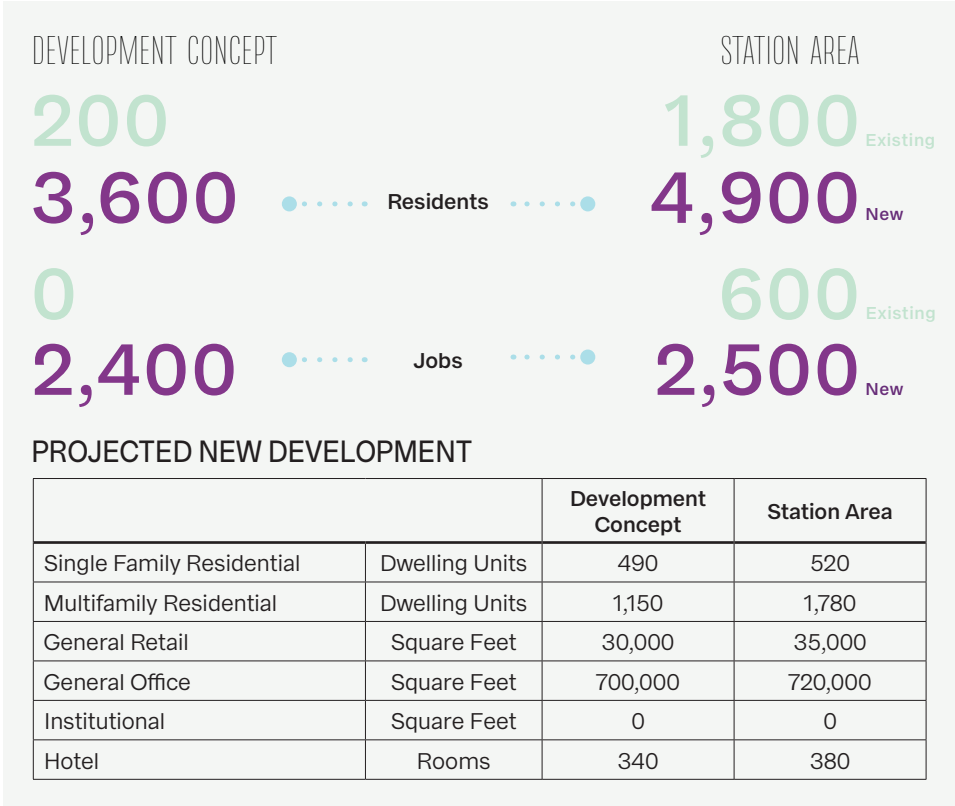 DEVELOPMENT CONCEPT STATION AREA
200 1,800 Existing
3,600 Residents 4,900 New
0 600 Existing
2,400 Jobs 2,500 New
PROJECTED NEW DEVELOPMENT
Development Concept Station Area
Single Family Residential Dwelling Units 490 520
Multifamily Residential Dwelling Units 1,150 1,780
General Retail Square Feet 30,000 35,000
General Office Square Feet 700,000 720,000
Institutional Square Feet 0 0
Hotel Rooms 340 380